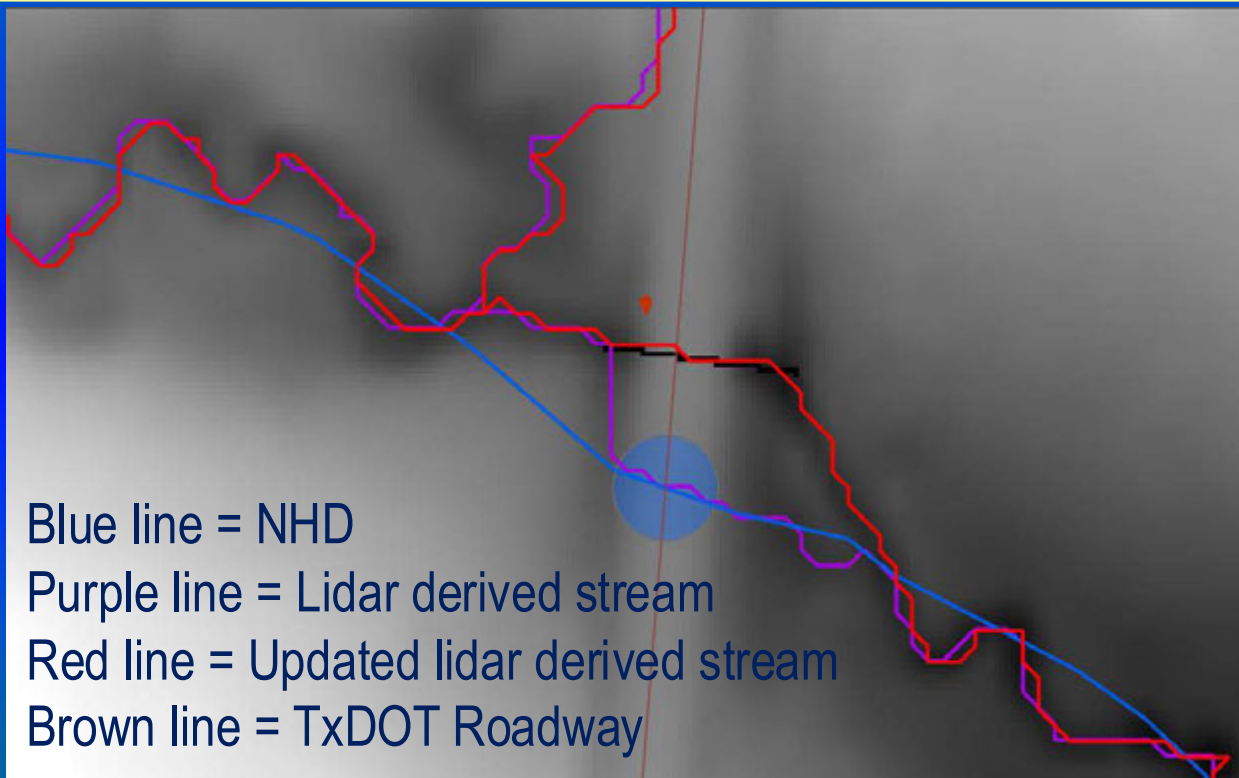 Blue line = NHD
Purple line = Lidar derived stream
Red line = Updated lidar derived stream
Brown line = TxDOT Roadway